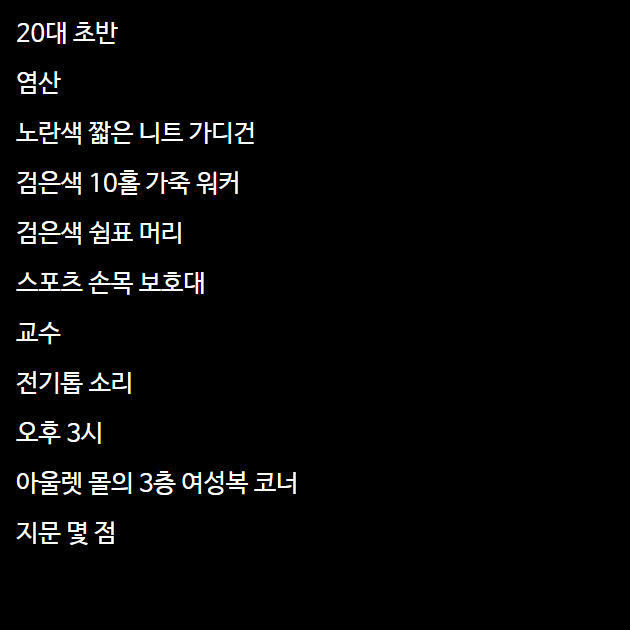 20대 초반
염산
노란색 짧은 니트 가디건
검은색 10홀 가죽 워커
검은색 쉼표 머리
스포츠 손목 보호대
교수
전기톱 소리
오후 3시
아울렛 몰의 3층 여성복 코너
지문 몇 점